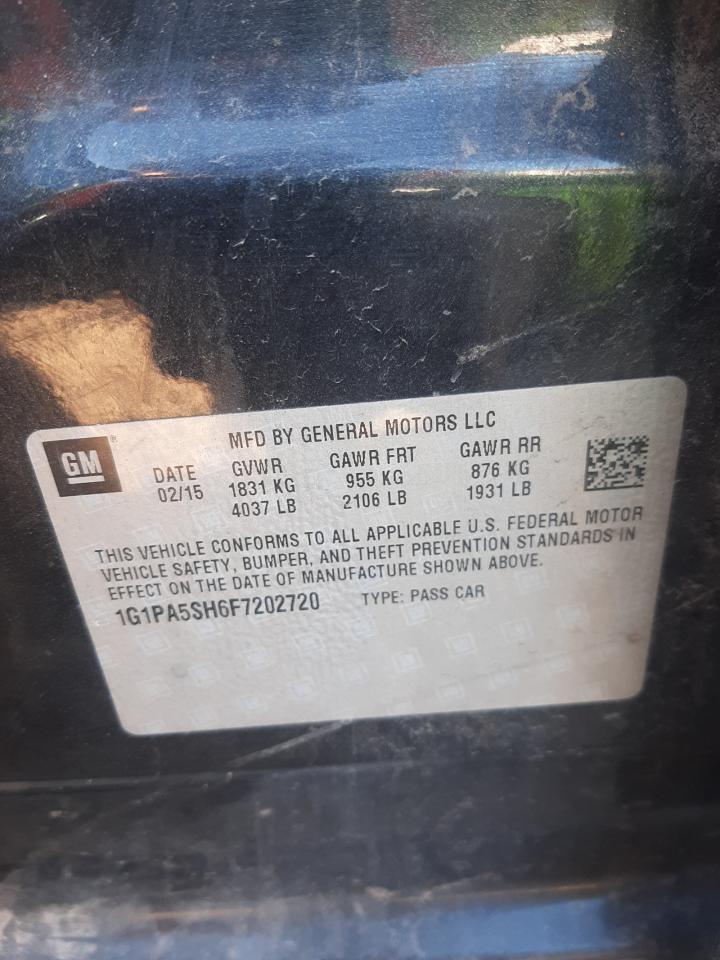 MFD BY GENERAL MOTORS LLC
GM
DATE GVWR GAWR FRT GAWR RR
02/15 1831 KG 955 KG 876 KG
4037 LB 2106 LB 1931 LB
THIS VEHICLE CONFORMS TO ALL APPLICABLE U.S. FEDERAL MOTOR
VEHICLE SAFETY, BUMPER, AND THEFT PREVENTION STANDARDS IN
EFFECT ON THE DATE OF MANUFACTURE SHOWN ABOVE.
1G1PA5SH6F7202720 TYPE: PASS CAR